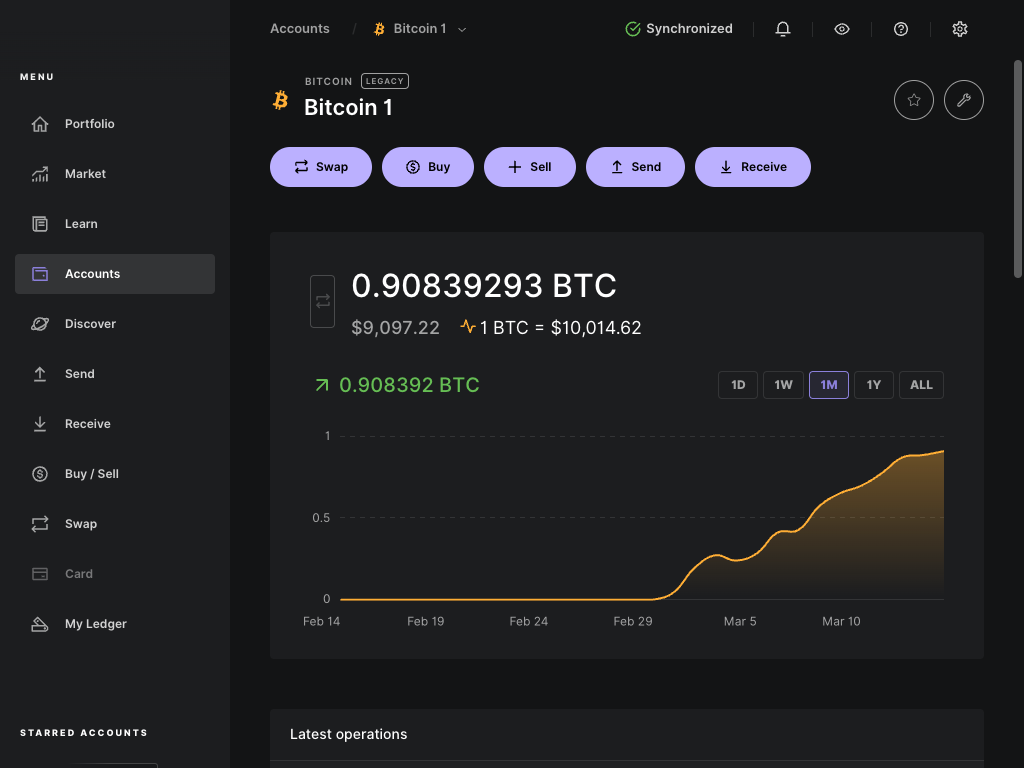 Accounts / Bitcoin 1
Synchronized
MENU
Portfolio
Market
Learn
Accounts
Discover
Send
Receive
Buy / Sell
Swap
Card
My Ledger
STARRED ACCOUNTS
BITCOIN LEGACY
Bitcoin 1
Swap Buy Sell Send Receive
0.90839293 BTC
$9,097.22 1 BTC = $10,014.62
0.908392 BTC
1D 1W 1M 1Y ALL
1
0.5
0
Feb 14 Feb 19 Feb 24 Feb 29 Mar 5 Mar 10
Latest operations